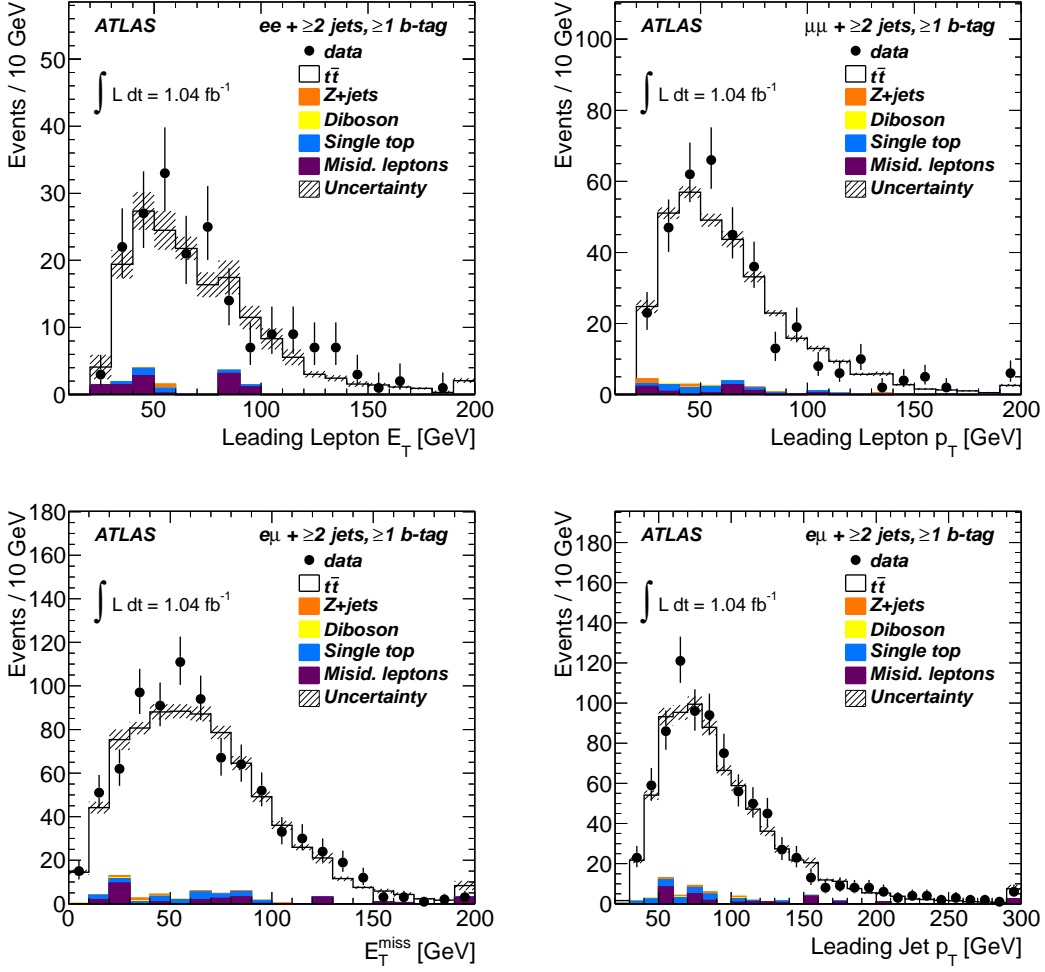 ATLAS ee + ≥2 jets, ≥1 b-tag
∫ L dt = 1.04 fb⁻¹
data
tt̄
Z+jets
Diboson
Single top
Misid. leptons
Uncertainty
Events / 10 GeV
0 10 20 30 40 50
50 100 150 200
Leading Lepton E_T [GeV]
ATLAS μμ + ≥2 jets, ≥1 b-tag
∫ L dt = 1.04 fb⁻¹
data
tt̄
Z+jets
Diboson
Single top
Misid. leptons
Uncertainty
Events / 10 GeV
0 20 40 60 80 100
50 100 150 200
Leading Lepton p_T [GeV]
ATLAS eμ + ≥2 jets, ≥1 b-tag
∫ L dt = 1.04 fb⁻¹
data
tt̄
Z+jets
Diboson
Single top
Misid. leptons
Uncertainty
Events / 10 GeV
0 20 40 60 80 100 120 140 160 180
0 50 100 150 200
E_T^miss [GeV]
ATLAS eμ + ≥2 jets, ≥1 b-tag
∫ L dt = 1.04 fb⁻¹
data
tt̄
Z+jets
Diboson
Single top
Misid. leptons
Uncertainty
Events / 10 GeV
0 20 40 60 80 100 120 140 160 180
50 100 150 200 250 300
Leading Jet p_T [GeV]